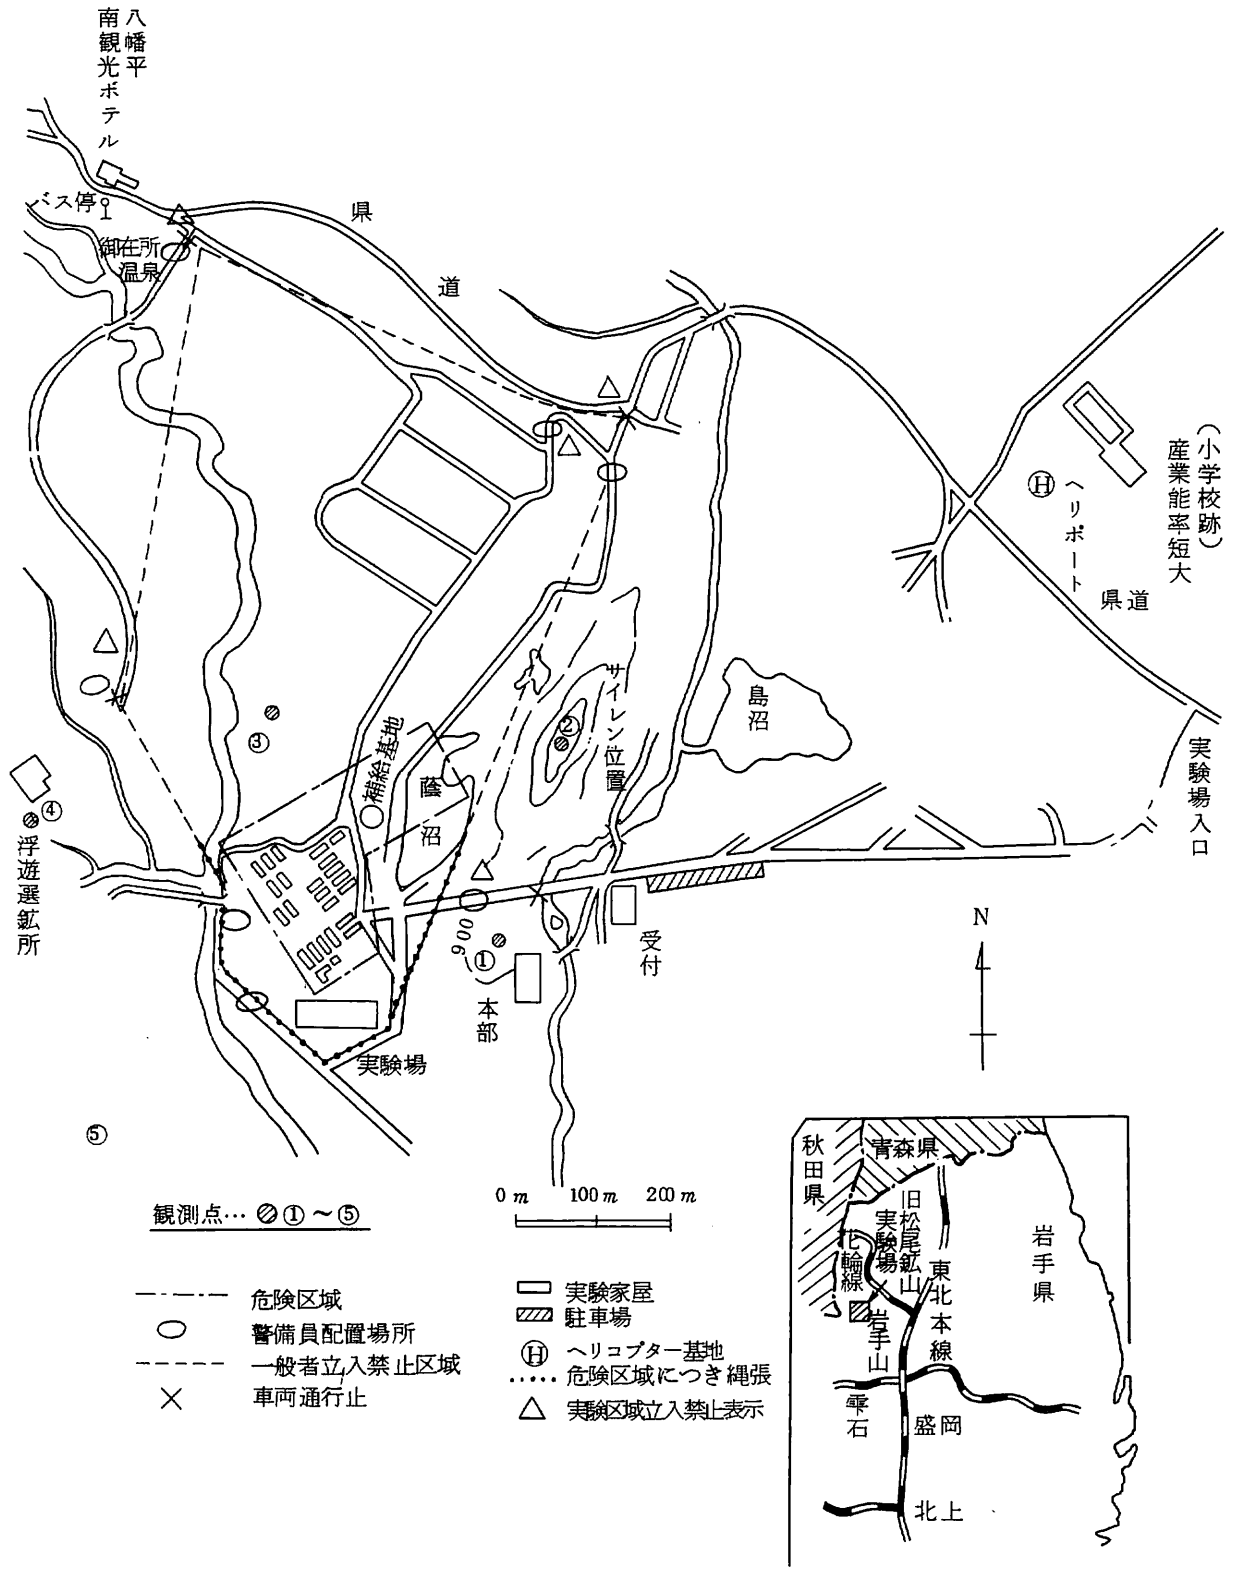 八幡平
南観光ホテル
バス停
御在所
温泉
県
道
Ⓗ
ヘリポート
(小学校跡)
産業能率短大
県道
実験場入口
島沼
サイレン位置
②
③
補給基地
蔭
沼
④
浮遊選鉱所
900
①
本部
受付
実験場
⑤
N
0 m 100 m 200 m
観測点… ①～⑤
危険区域
警備員配置場所
一般者立入禁止区域
車両通行止
実験家屋
駐車場
Ⓗ ヘリコプター基地
危険区域につき縄張
実験区域立入禁止表示
秋田県
青森県
旧松尾鉱山
実験場
花輪線
東北本線
岩手県
岩手山
雫石
盛岡
北上